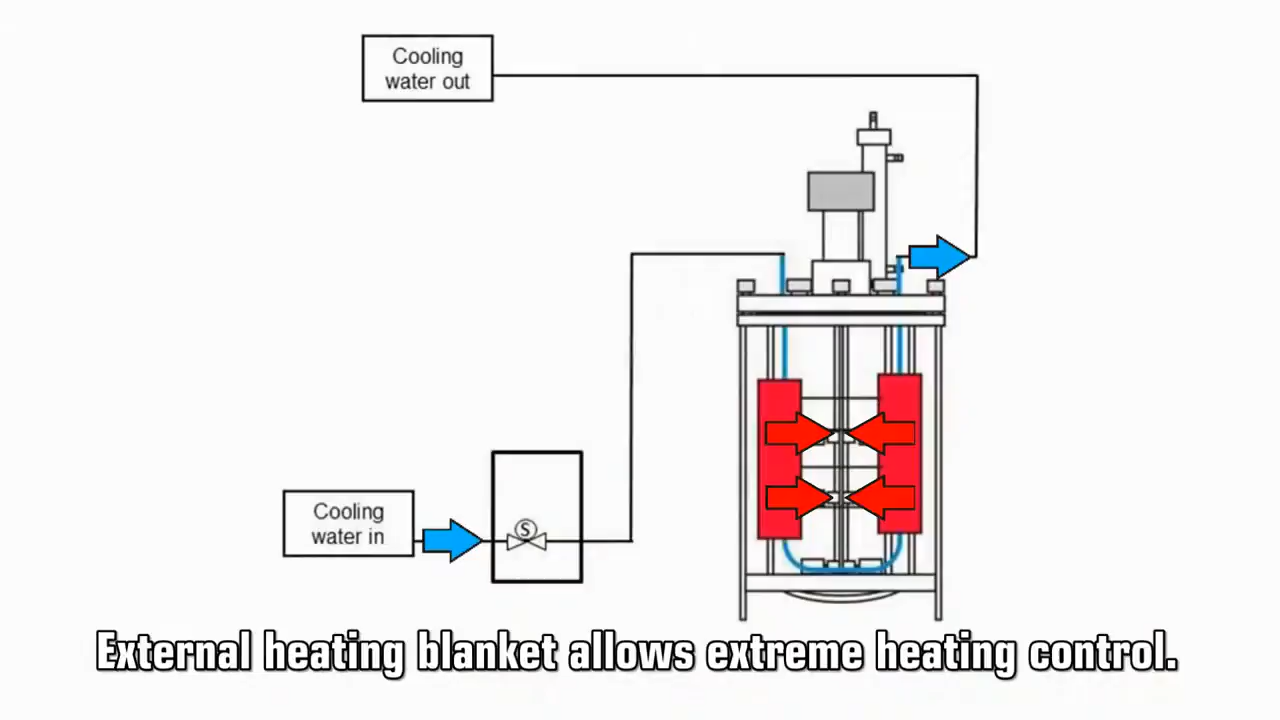 Cooling
water out
Cooling
water in
S
External heating blanket allows extreme heating control.